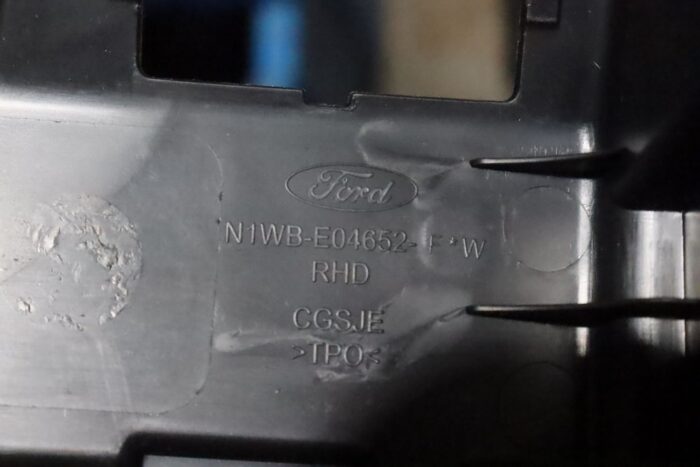 Ford
N1WB-E04652- F*W
RHD
CGSJE
>TPO<